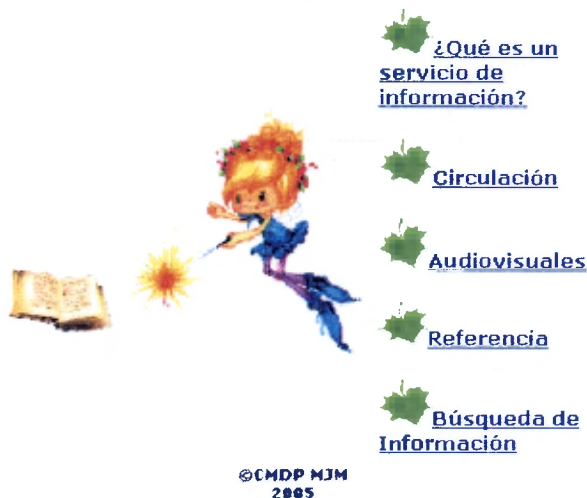 ¿Qué es un
servicio de
información?
Circulación
Audiovisuales
Referencia
Búsqueda de
Información
©CMDP MJM
2005